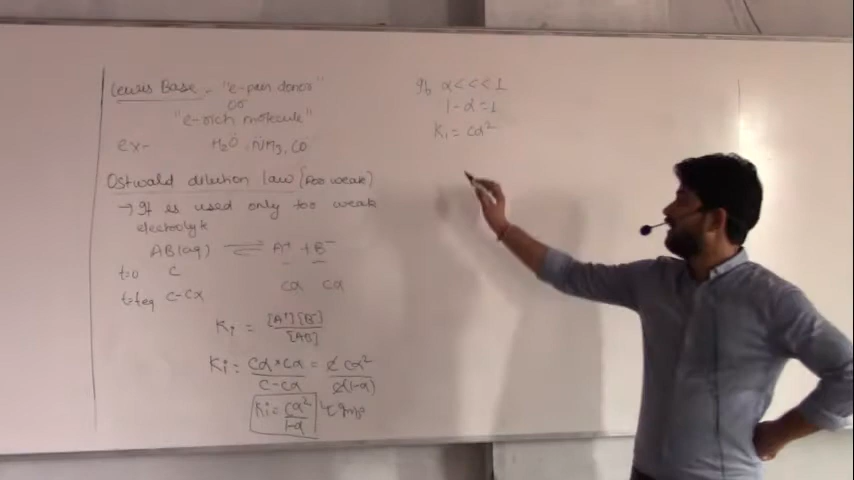 Lewis Base - "e-pair donor"
or
"e-rich molecule"
ex- H₂O, NH₃, CO
Ostwald dilution law (For weak)
→ It is used only for weak
electrolyte
AB(aq) ⇌ A⁺ + B⁻
t=0 C - -
t=teq C-Cα Cα Cα
Ki = [A⁺][B⁻]/[AB]
Ki = Cα×Cα/C-Cα = C Cα²/C(1-α)
Ki = Cα²/1-α
If α<<<1
1-α=1
Ki = Cα²